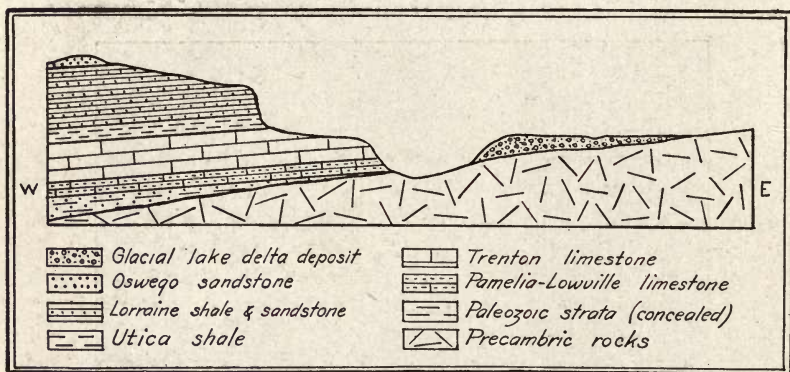 W
E
Glacial lake delta deposit
Oswego sandstone
Lorraine shale & sandstone
Utica shale
Trenton limestone
Pamelia-Lowville limestone
Paleozoic strata (concealed)
Precambric rocks